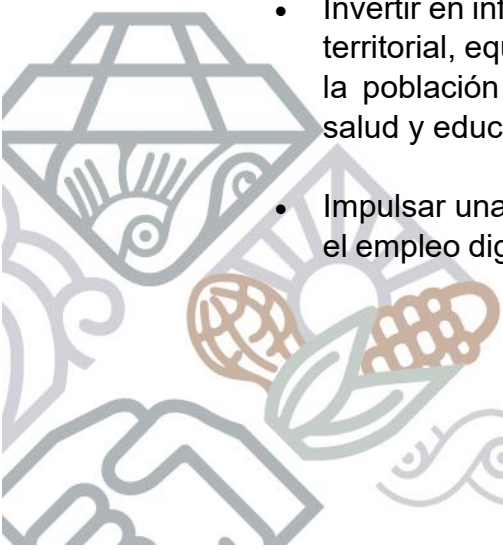 • Invertir en
territorial,
la población
salud y
• Impulsar una
el empleo